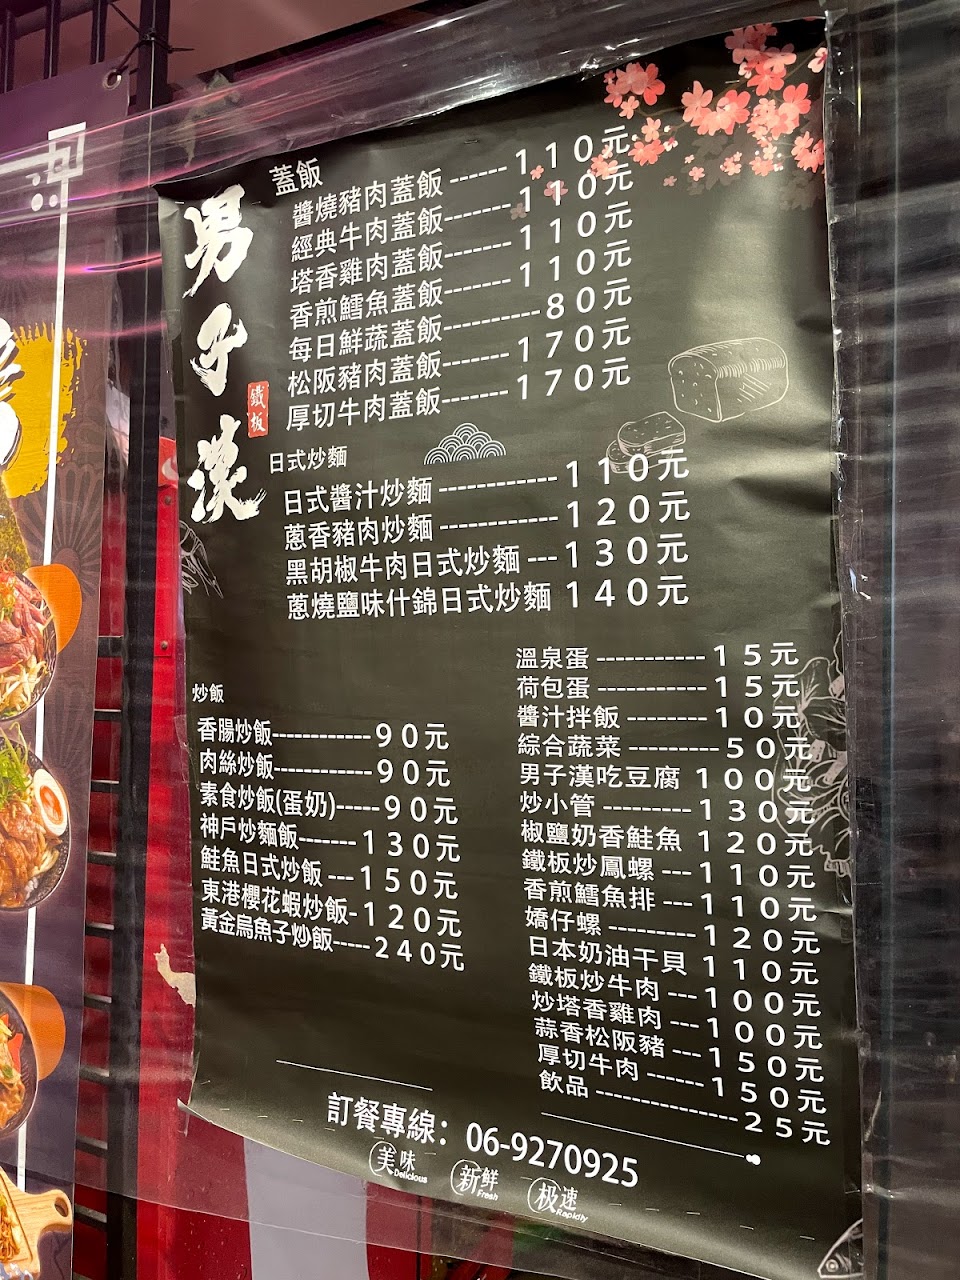 男子漢
鐵板
蓋飯
醬燒豬肉蓋飯------110元
經典牛肉蓋飯-------110元
塔香雞肉蓋飯-------110元
香煎鱈魚蓋飯-------110元
每日鮮蔬蓋飯----------80元
松阪豬肉蓋飯-------170元
厚切牛肉蓋飯-------170元
日式炒麵
日式醬汁炒麵------------110元
蔥香豬肉炒麵------------120元
黑胡椒牛肉日式炒麵---130元
蔥燒鹽味什錦日式炒麵 140元
炒飯
香腸炒飯------------90元
肉絲炒飯------------90元
素食炒飯(蛋奶)-----90元
神戶炒麵飯-------130元
鮭魚日式炒飯 ---150元
東港櫻花蝦炒飯-120元
黃金烏魚子炒飯-----240元
溫泉蛋 -----------15元
荷包蛋 -----------15元
醬汁拌飯 --------10元
綜合蔬菜 ---------50元
男子漢吃豆腐 100元
炒小管 ---------130元
椒鹽奶香鮭魚 120元
鐵板炒鳳螺 ---110元
香煎鱈魚排 ---110元
嬌仔螺 ---------120元
日本奶油干貝 110元
鐵板炒牛肉 ---100元
炒塔香雞肉 ---100元
蒜香松阪豬 ---150元
厚切牛肉 ------150元
飲品 ---------------25元
訂餐專線：06-9270925
美味 Delicious
新鮮 Fresh
极速 Rapidly